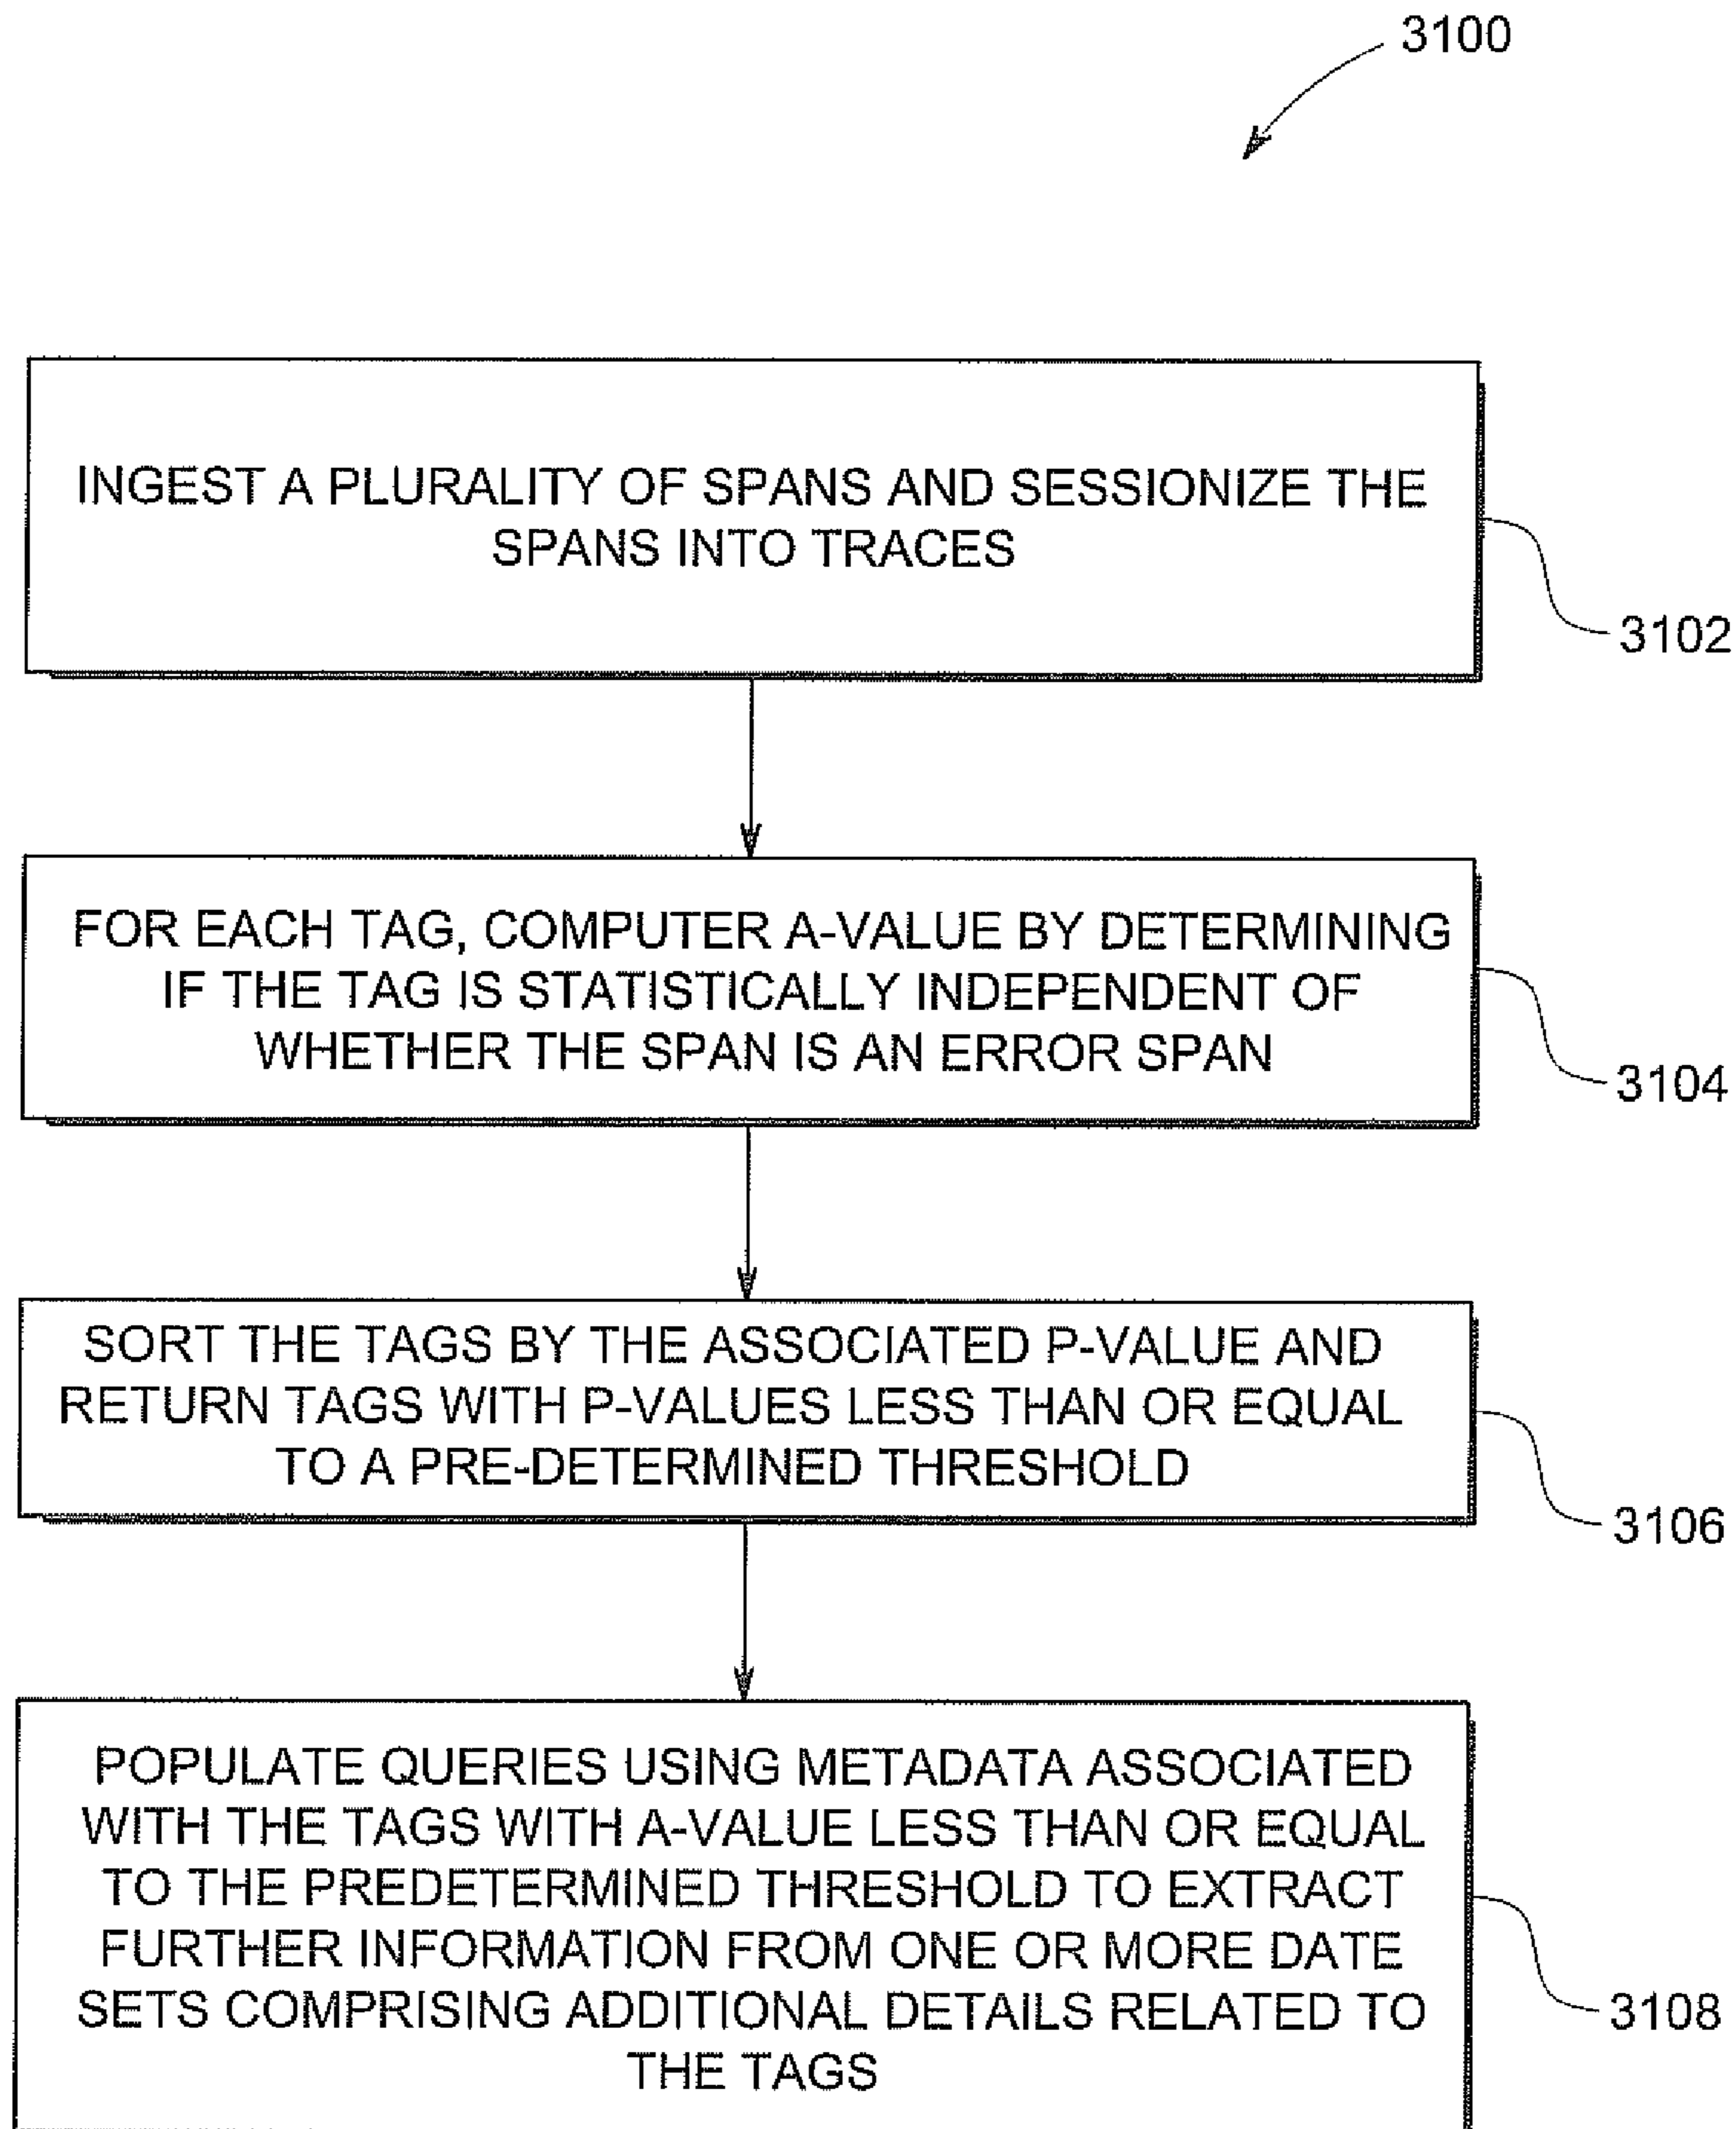 3100
INGEST A PLURALITY OF SPANS AND SESSIONIZE THE
SPANS INTO TRACES
3102
FOR EACH TAG, COMPUTER A-VALUE BY DETERMINING
IF THE TAG IS STATISTICALLY INDEPENDENT OF
WHETHER THE SPAN IS AN ERROR SPAN
3104
SORT THE TAGS BY THE ASSOCIATED P-VALUE AND
RETURN TAGS WITH P-VALUES LESS THAN OR EQUAL
TO A PRE-DETERMINED THRESHOLD
3106
POPULATE QUERIES USING METADATA ASSOCIATED
WITH THE TAGS WITH A-VALUE LESS THAN OR EQUAL
TO THE PREDETERMINED THRESHOLD TO EXTRACT
FURTHER INFORMATION FROM ONE OR MORE DATE
SETS COMPRISING ADDITIONAL DETAILS RELATED TO
THE TAGS
3108